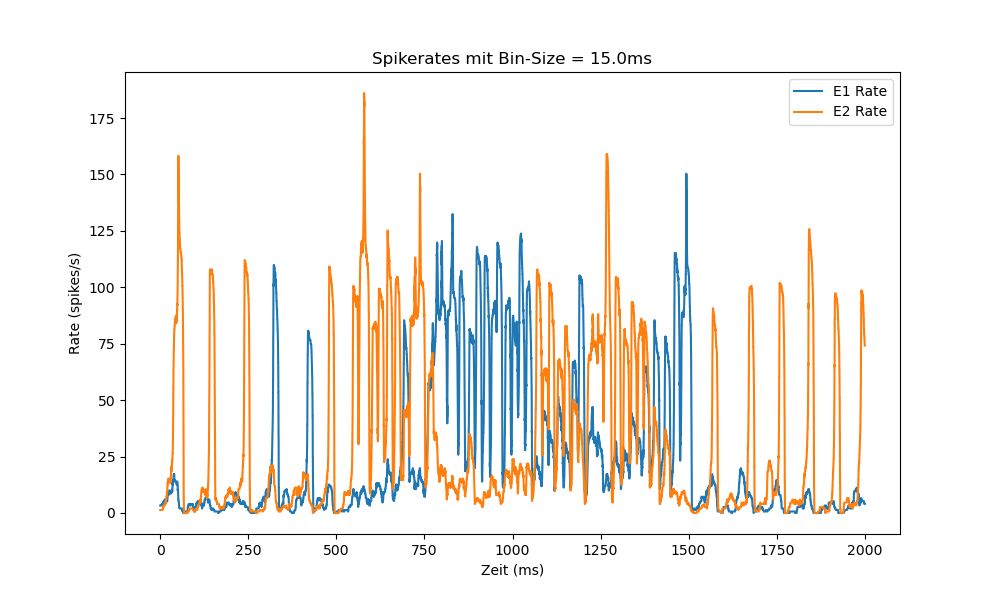 Spikerates mit Bin-Size = 15.0ms
E1 Rate
E2 Rate
Rate (spikes/s)
175
150
125
100
75
50
25
0
0 250 500 750 1000 1250 1500 1750 2000
Zeit (ms)